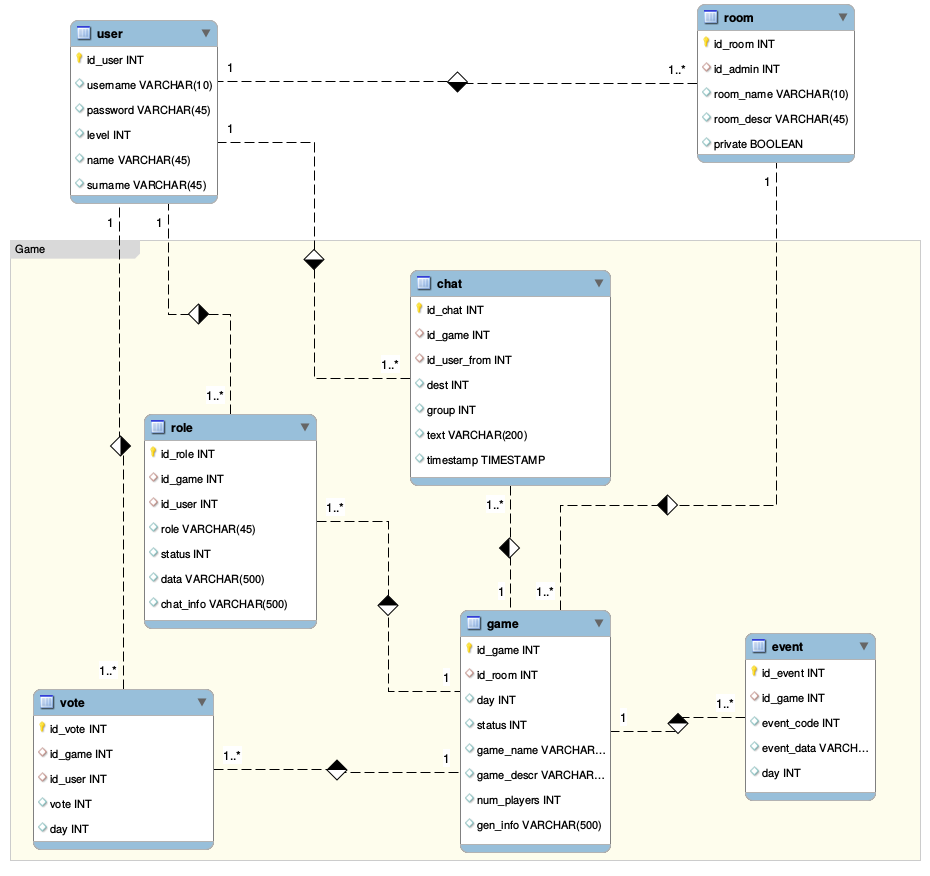 user
id_user INT
username VARCHAR(10)
password VARCHAR(45)
level INT
name VARCHAR(45)
surname VARCHAR(45)
room
id_room INT
id_admin INT
room_name VARCHAR(10)
room_descr VARCHAR(45)
private BOOLEAN
1
1..*
1
1
1
1
Game
chat
id_chat INT
id_game INT
id_user_from INT
dest INT
group INT
text VARCHAR(200)
timestamp TIMESTAMP
1..*
1..*
role
id_role INT
id_game INT
id_user INT
role VARCHAR(45)
status INT
data VARCHAR(500)
chat_info VARCHAR(500)
1..*
1..*
1
1..*
game
id_game INT
id_room INT
day INT
status INT
game_name VARCHAR...
game_descr VARCHAR...
num_players INT
gen_info VARCHAR(500)
event
id_event INT
id_game INT
event_code INT
event_data VARCH...
day INT
1..*
1
1
1..*
vote
id_vote INT
id_game INT
id_user INT
vote INT
day INT
1..*
1